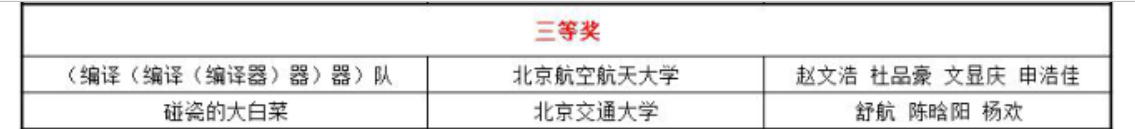 三等奖
（编译（编译（编译器）器）器）队 北京航空航天大学 赵文浩 杜品豪 文显庆 申浩佳
碰瓷的大白菜 北京交通大学 舒航 陈晗阳 杨欢